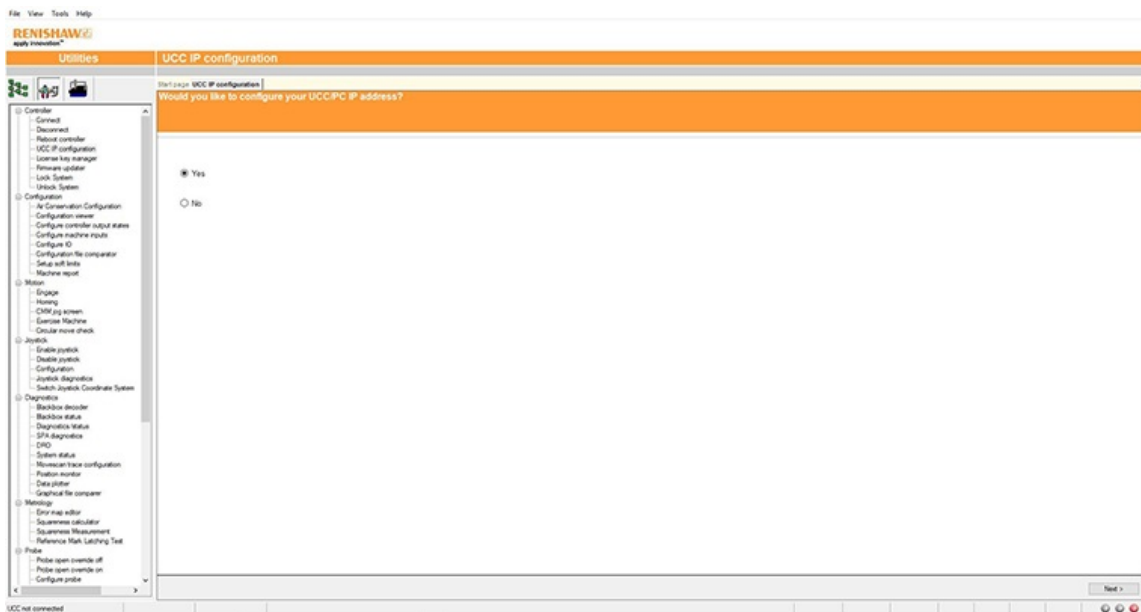 File View Tools Help
RENISHAW
apply innovation™
Utilities
UCC IP configuration
Start page UCC IP configuration
Would you like to configure your UCC/PC IP address?
Controller
Connect
Disconnect
Reboot controller
UCC IP configuration
License key manager
Firmware updater
Lock System
Unlock System
Configuration
Air Conservation Configuration
Configuration viewer
Configure controller output states
Configure machine inputs
Configure IO
Configuration file comparator
Setup soft limits
Machine report
Motion
Engage
Homing
CMM jog screen
Exercise Machine
Circular move check
Joystick
Enable joystick
Disable joystick
Configuration
Joystick diagnostics
Switch Joystick Coordinate System
Diagnostics
Blackbox decoder
Blackbox status
Diagnostics/status
SPA diagnostics
DRO
System status
Movescan trace configuration
Position monitor
Data plotter
Graphical file comparer
Metrology
Error map editor
Squareness calculator
Squareness Measurement
Reference Mark Latching Test
Probe
Probe open override off
Probe open override on
Configure probe
Yes
No
Next >
UCC not connected